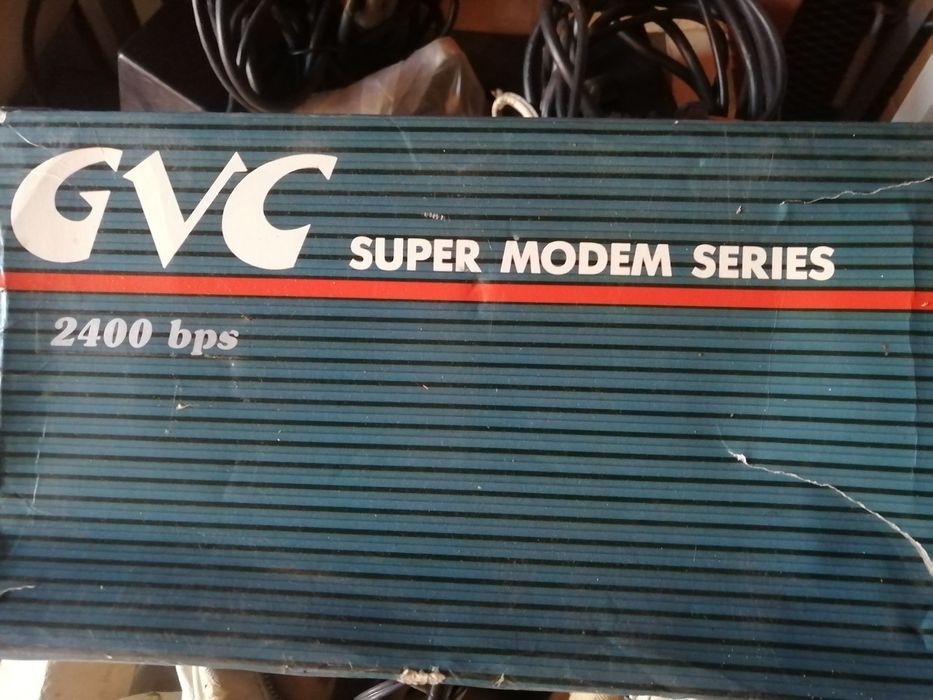 GVC SUPER MODEM SERIES
2400 bps